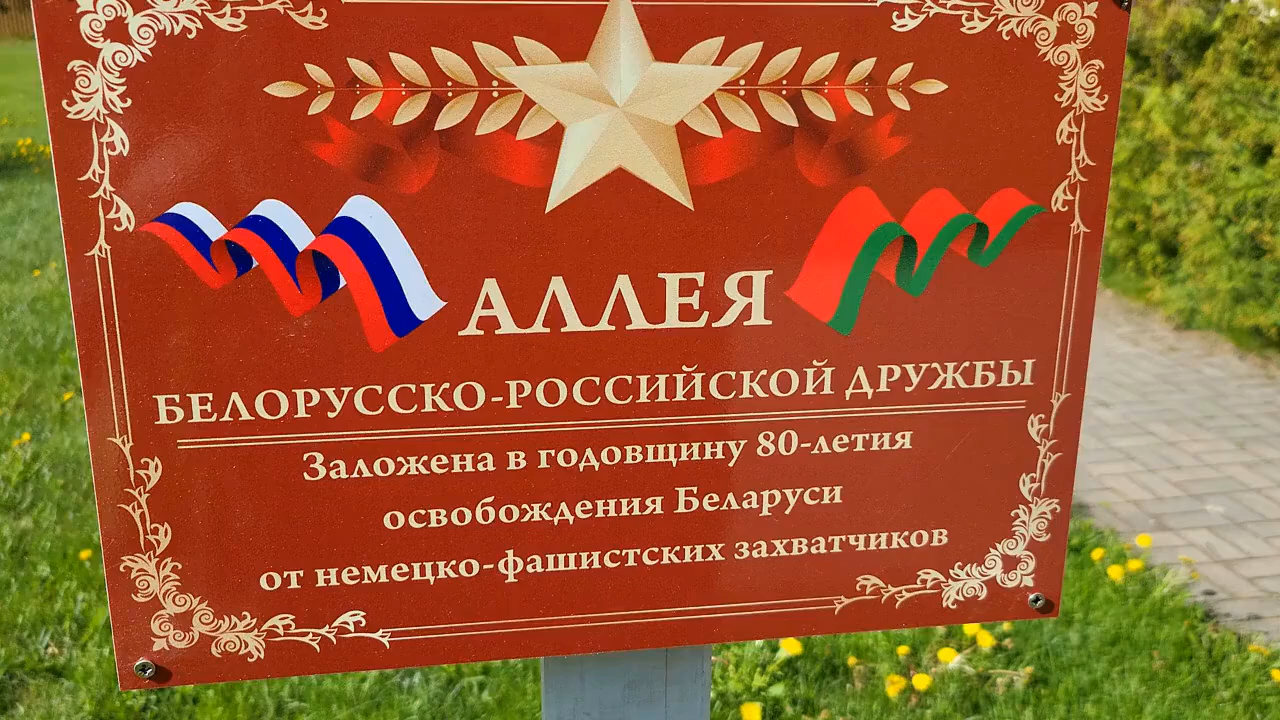 АЛЛЕЯ
БЕЛОРУССКО-РОССИЙСКОЙ ДРУЖБЫ
Заложена в годовщину 80-летия
освобождения Беларуси
от немецко-фашистских захватчиков